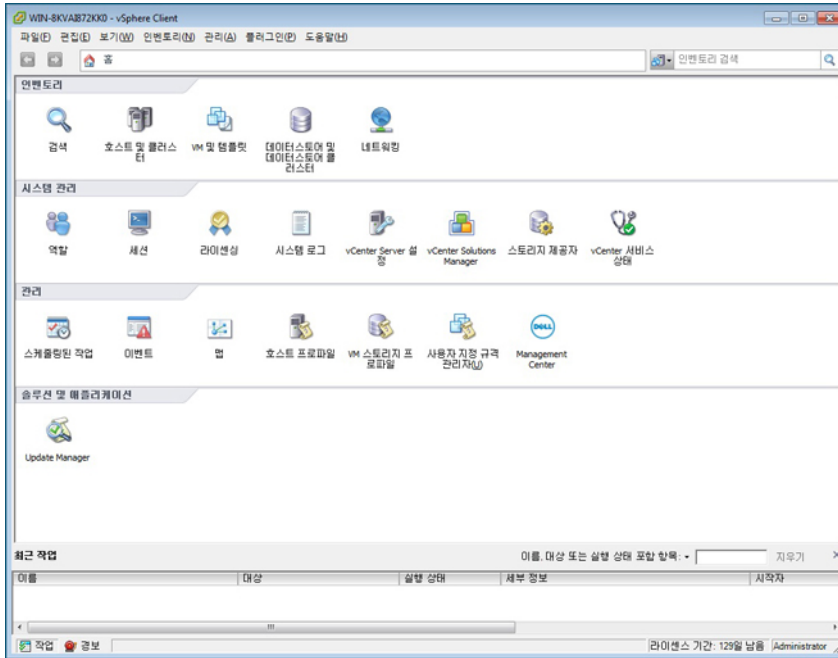 WIN-8KVAI872KK0 - vSphere Client
파일(F) 편집(E) 보기(W) 인벤토리(N) 관리(A) 플러그인(P) 도움말(H)
홈
인벤토리 검색
인벤토리
검색
호스트 및 클러스
터
VM 및 템플릿
데이터스토어 및
데이터스토어 클
러스터
네트워킹
시스템 관리
역할
세션
라이센싱
시스템 로그
vCenter Server 설
정
vCenter Solutions
Manager
스토리지 제공자
vCenter 서비스
상태
관리
스케줄링된 작업
이벤트
맵
호스트 프로파일
VM 스토리지 프
로파일
사용자 지정 규격
관리자(U)
DELL
Management
Center
솔루션 및 애플리케이션
Update Manager
최근 작업
이름, 대상 또는 실행 상태 포함 항목:
지우기
이름 대상 실행 상태 세부 정보 시작자
작업 경보
라이센스 기간: 129일 남음 Administrator